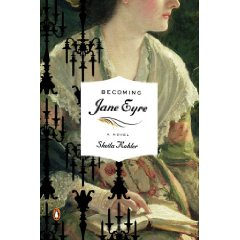 BECOMING
Jane Eyre
A NOVEL
Sheila Kohler